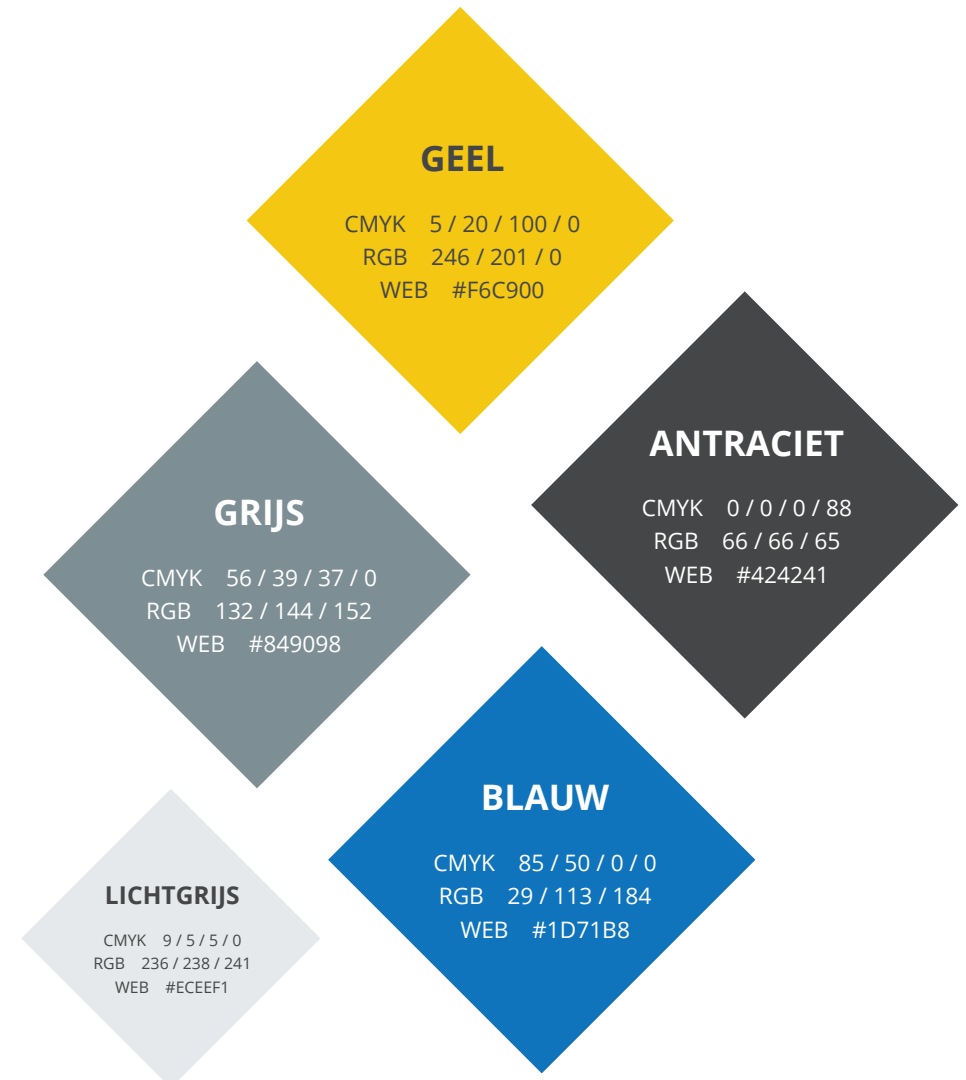 GEEL
CMYK 5 / 20 / 100 / 0
RGB 246 / 201 / 0
WEB #F6C900
ANTRACIET
CMYK 0 / 0 / 0 / 88
RGB 66 / 66 / 65
WEB #424241
GRIJS
CMYK 56 / 39 / 37 / 0
RGB 132 / 144 / 152
WEB #849098
BLAUW
CMYK 85 / 50 / 0 / 0
RGB 29 / 113 / 184
WEB #1D71B8
LICHTGRIJS
CMYK 9 / 5 / 5 / 0
RGB 236 / 238 / 241
WEB #ECEEF1